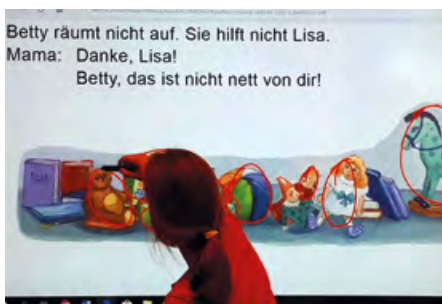 Betty räumt nicht auf. Sie hilft nicht Lisa.
Mama: Danke, Lisa!
Betty, das ist nicht nett von dir!